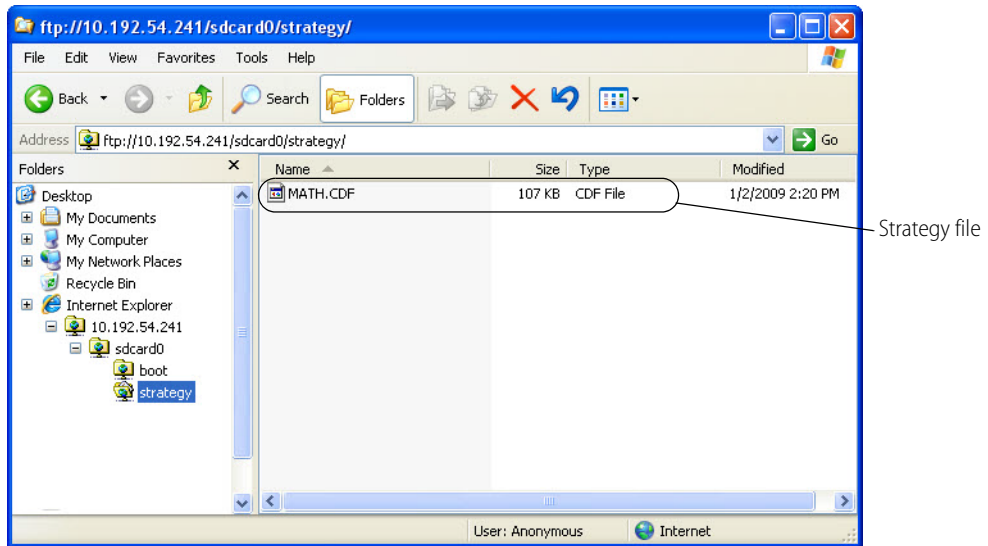 ftp://10.192.54.241/sdcard0/strategy/
File Edit View Favorites Tools Help
Back Search Folders
Address ftp://10.192.54.241/sdcard0/strategy/ Go
Folders x Name Size Type Modified
Desktop
My Documents
My Computer
My Network Places
Recycle Bin
Internet Explorer
10.192.54.241
sdcard0
boot
strategy
MATH.CDF 107 KB CDF File 1/2/2009 2:20 PM
Strategy file
User: Anonymous Internet